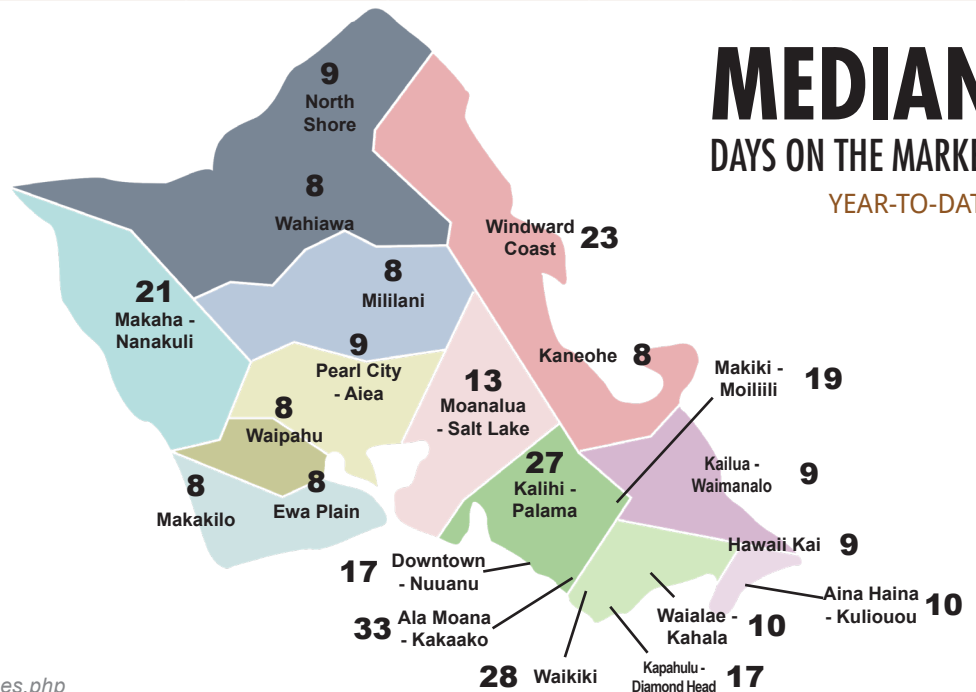 MEDIAN
DAYS ON THE MARKE
YEAR-TO-DAT
9
North
Shore
8
Wahiawa
Windward
Coast 23
8
Mililani
21
Makaha -
Nanakuli
9
Pearl City
- Aiea
Kaneohe 8
13
Moanalua
- Salt Lake
Makiki -
Moiliili 19
8
Waipahu
27
Kalihi -
Palama
Kailua -
Waimanalo 9
8
Makakilo
8
Ewa Plain
Hawaii Kai 9
17 Downtown
- Nuuanu
Aina Haina
- Kuliouou 10
33 Ala Moana
- Kakaako
Waialae -
Kahala 10
28 Waikiki
Kapahulu -
Diamond Head 17
es.php